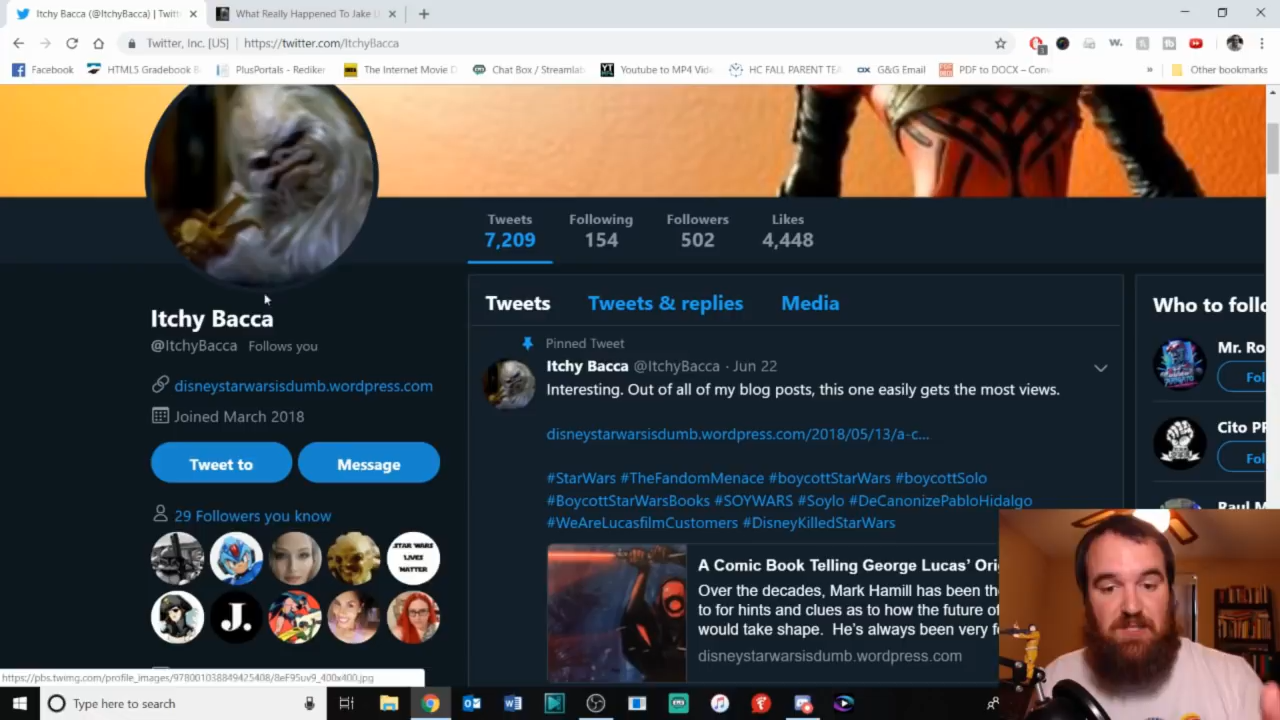 Itchy Bacca (@ItchyBacca) | Twitt
What Really Happened To Jake
Twitter, Inc. [US]
https://twitter.com/ItchyBacca
Facebook
HTML5 Gradebook
PlusPortals - Rediker
The Internet Movie D
Chat Box / Streamlab
Youtube to MP4 Vide
HC FALL PARENT TEA
G&G Email
PDF to DOCX – Con
»
Other bookmarks
Tweets
Following
Followers
Likes
7,209
154
502
4,448
Itchy Bacca
@ItchyBacca Follows you
disneystarwarsisdumb.wordpress.com
Joined March 2018
Tweet to
Message
29 Followers you know
STAR WARS
LIVES
MATTER
J.
Tweets
Tweets & replies
Media
Pinned Tweet
Itchy Bacca @ItchyBacca · Jun 22
Interesting. Out of all of my blog posts, this one easily gets the most views.
disneystarwarsisdumb.wordpress.com/2018/05/13/a-c...
#StarWars #TheFandomMenace #boycottStarWars #boycottSolo
#BoycottStarWarsBooks #SOYWARS #Soylo #DeCanonizePabloHidalgo
#WeAreLucasfilmCustomers #DisneyKilledStarWars
A Comic Book Telling George Lucas’ Ori
Over the decades, Mark Hamill has been the
to for hints and clues as to how the future of
would take shape. He’s always been very f
disneystarwarsisdumb.wordpress.com
Who to follo
Mr. Ro
Fol
Cito PF
Fol
Raul M
https://pbs.twimg.com/profile_images/978001038849425408/8eF95uv9_400x400.jpg
Type here to search